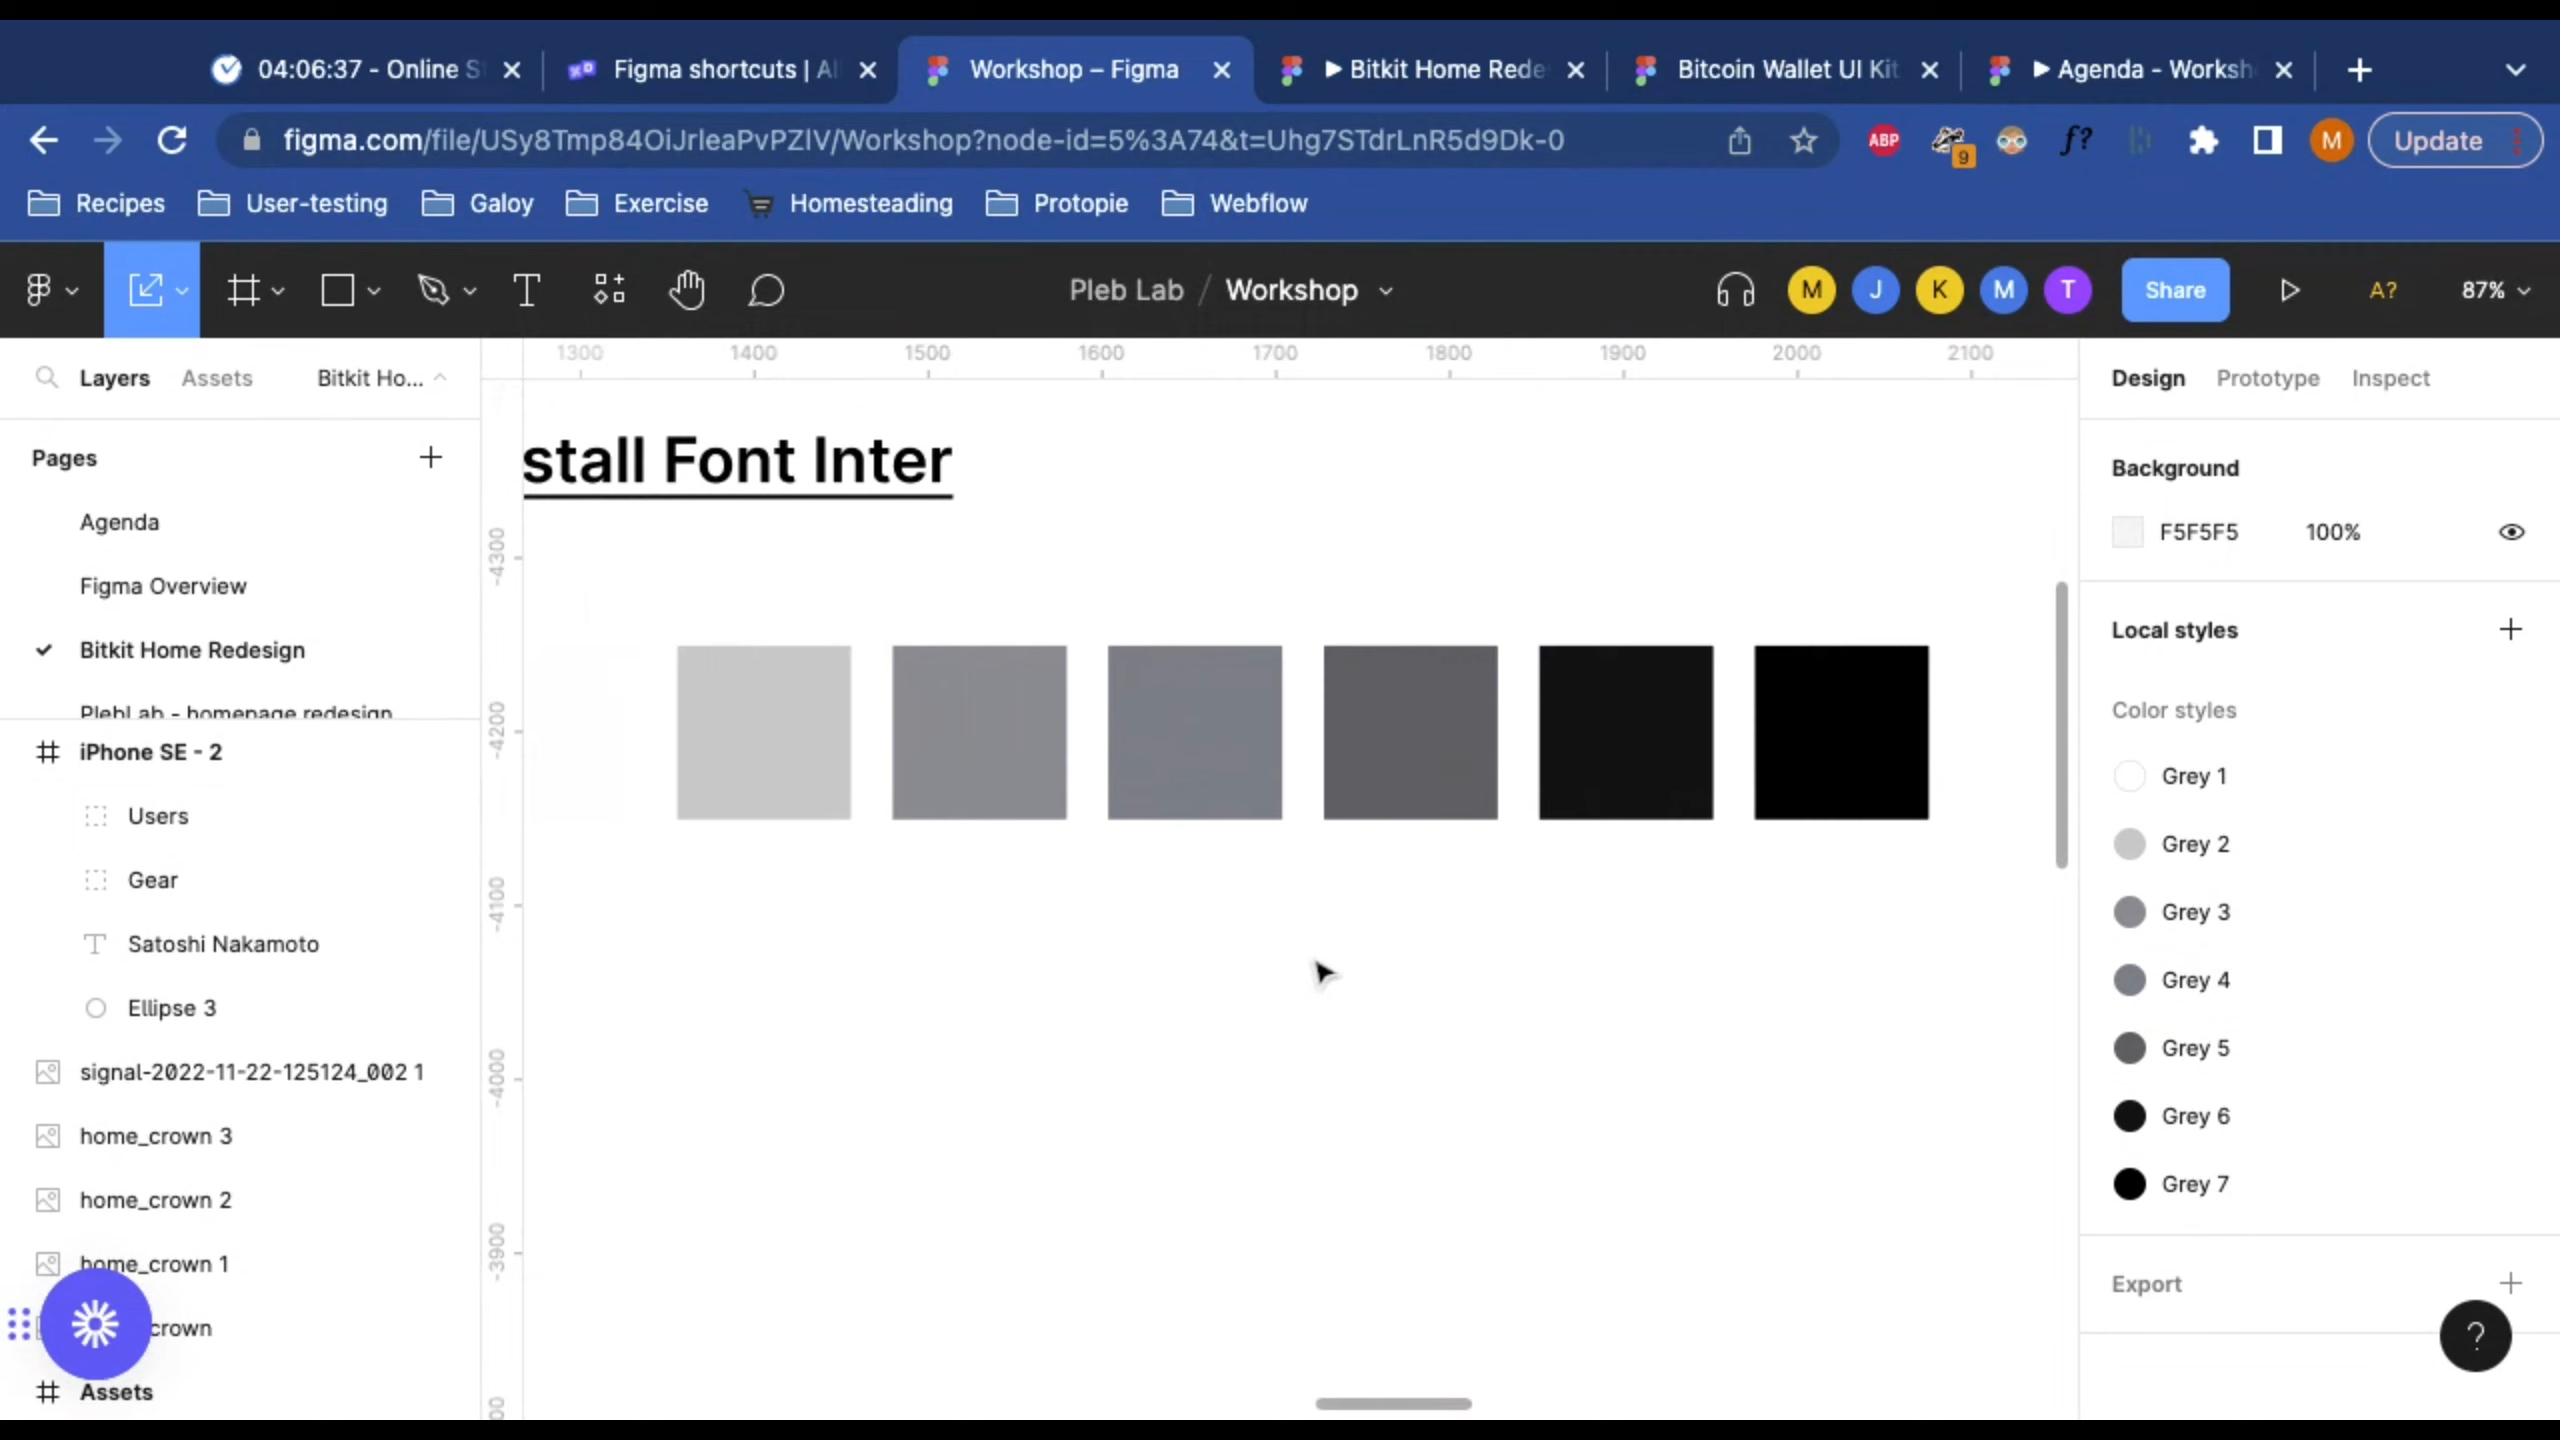 04:06:37 - Online S
Figma shortcuts | Al
Workshop – Figma
Bitkit Home Rede
Bitcoin Wallet UI Kit
Agenda - Worksh
figma.com/file/USy8Tmp84OiJrleaPvPZlV/Workshop?node-id=5%3A74&t=Uhg7STdrLnR5d9Dk-0
ABP
9
f?
M
Update
Recipes
User-testing
Galoy
Exercise
Homesteading
Protopie
Webflow
T
Pleb Lab / Workshop
M
J
K
M
T
Share
A?
87%
Layers
Assets
Bitkit Ho...
1300
1400
1500
1600
1700
1800
1900
2000
2100
Design
Prototype
Inspect
Pages
Agenda
Figma Overview
Bitkit Home Redesign
PlebLab - homepage redesign
iPhone SE - 2
Users
Gear
Satoshi Nakamoto
Ellipse 3
signal-2022-11-22-125124_002 1
home_crown 3
home_crown 2
home_crown 1
crown
Assets
-4300
-4200
-4100
-4000
-3900
00
stall Font Inter
Background
F5F5F5
100%
Local styles
Color styles
Grey 1
Grey 2
Grey 3
Grey 4
Grey 5
Grey 6
Grey 7
Export
?